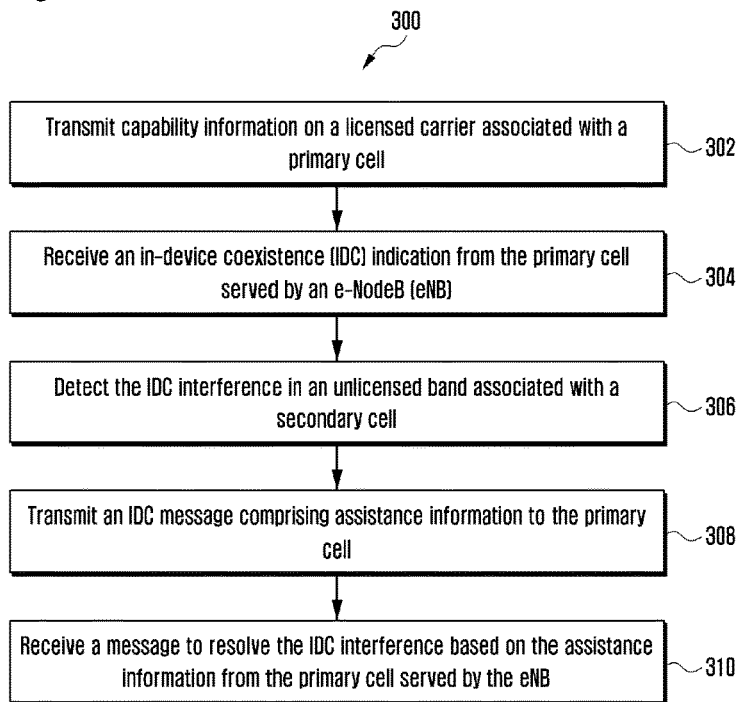 300
Transmit capability information on a licensed carrier associated with a
primary cell
302
Receive an in-device coexistence (IDC) indication from the primary cell
served by an e-NodeB (eNB)
304
Detect the IDC interference in an unlicensed band associated with a
secondary cell
306
Transmit an IDC message comprising assistance information to the primary
cell
308
Receive a message to resolve the IDC interference based on the assistance
information from the primary cell served by the eNB
310